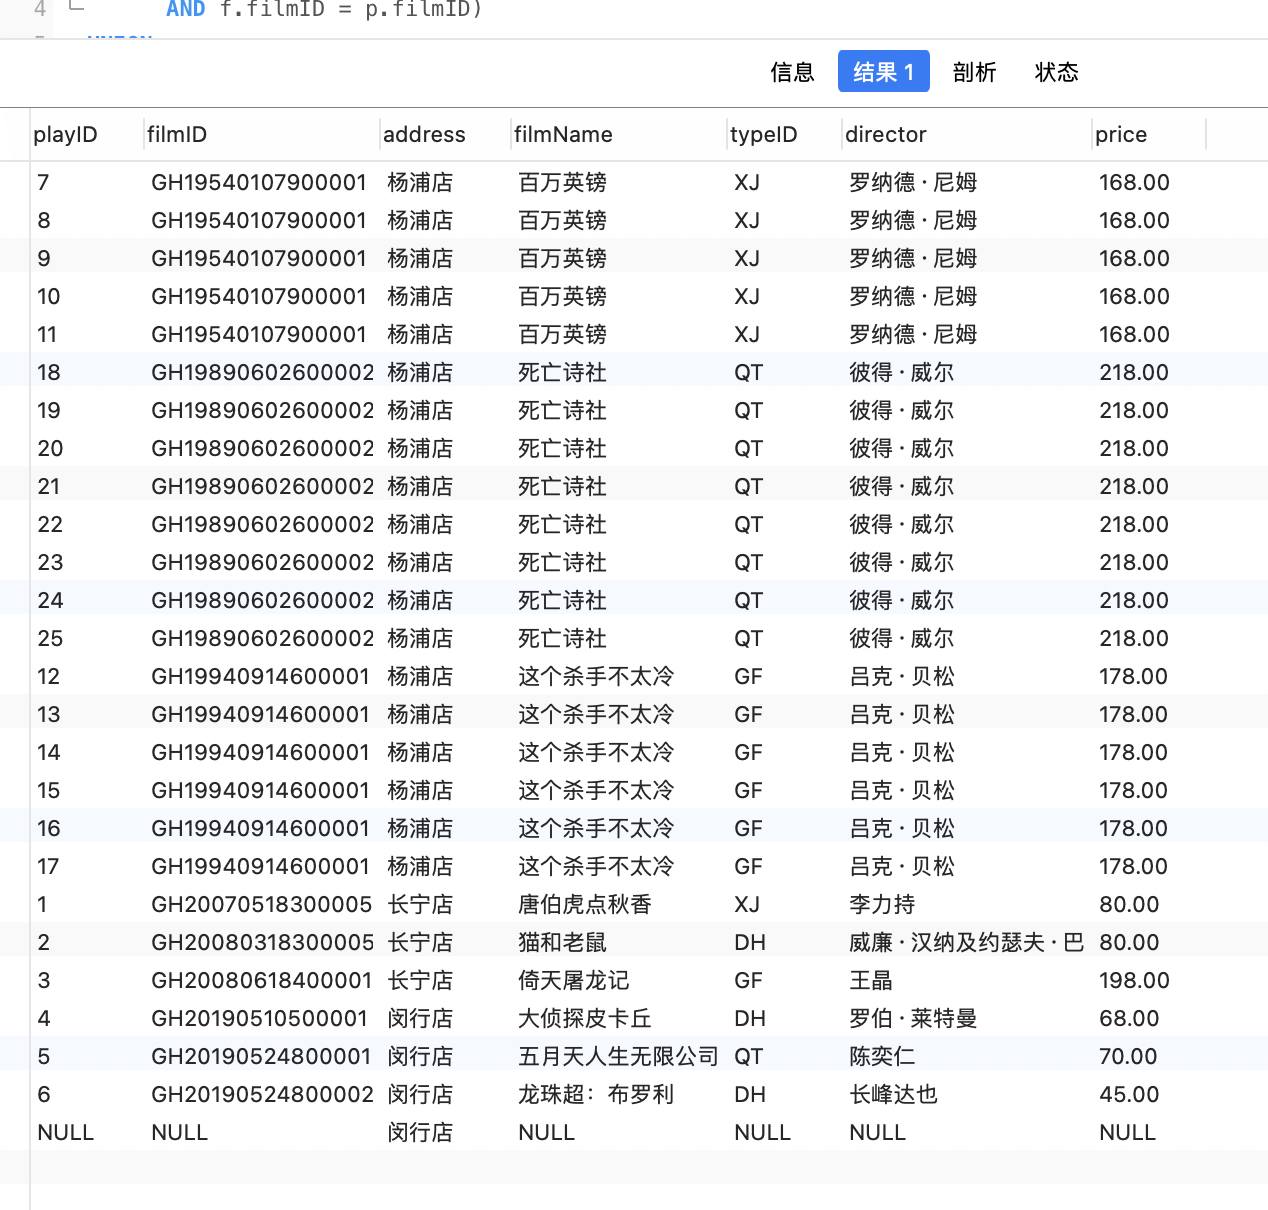 4 AND f.filmID = p.filmID)
UNION
信息 结果 1 剖析 状态
playID filmID address filmName typeID director price
7 GH19540107900001 杨浦店 百万英镑 XJ 罗纳德·尼姆 168.00
8 GH19540107900001 杨浦店 百万英镑 XJ 罗纳德·尼姆 168.00
9 GH19540107900001 杨浦店 百万英镑 XJ 罗纳德·尼姆 168.00
10 GH19540107900001 杨浦店 百万英镑 XJ 罗纳德·尼姆 168.00
11 GH19540107900001 杨浦店 百万英镑 XJ 罗纳德·尼姆 168.00
18 GH19890602600002 杨浦店 死亡诗社 QT 彼得·威尔 218.00
19 GH19890602600002 杨浦店 死亡诗社 QT 彼得·威尔 218.00
20 GH19890602600002 杨浦店 死亡诗社 QT 彼得·威尔 218.00
21 GH19890602600002 杨浦店 死亡诗社 QT 彼得·威尔 218.00
22 GH19890602600002 杨浦店 死亡诗社 QT 彼得·威尔 218.00
23 GH19890602600002 杨浦店 死亡诗社 QT 彼得·威尔 218.00
24 GH19890602600002 杨浦店 死亡诗社 QT 彼得·威尔 218.00
25 GH19890602600002 杨浦店 死亡诗社 QT 彼得·威尔 218.00
12 GH19940914600001 杨浦店 这个杀手不太冷 GF 吕克·贝松 178.00
13 GH19940914600001 杨浦店 这个杀手不太冷 GF 吕克·贝松 178.00
14 GH19940914600001 杨浦店 这个杀手不太冷 GF 吕克·贝松 178.00
15 GH19940914600001 杨浦店 这个杀手不太冷 GF 吕克·贝松 178.00
16 GH19940914600001 杨浦店 这个杀手不太冷 GF 吕克·贝松 178.00
17 GH19940914600001 杨浦店 这个杀手不太冷 GF 吕克·贝松 178.00
1 GH20070518300005 长宁店 唐伯虎点秋香 XJ 李力持 80.00
2 GH20080318300005 长宁店 猫和老鼠 DH 威廉·汉纳及约瑟夫·巴 80.00
3 GH20080618400001 长宁店 倚天屠龙记 GF 王晶 198.00
4 GH20190510500001 闵行店 大侦探皮卡丘 DH 罗伯·莱特曼 68.00
5 GH20190524800001 闵行店 五月天人生无限公司 QT 陈奕仁 70.00
6 GH20190524800002 闵行店 龙珠超：布罗利 DH 长峰达也 45.00
NULL NULL 闵行店 NULL NULL NULL NULL